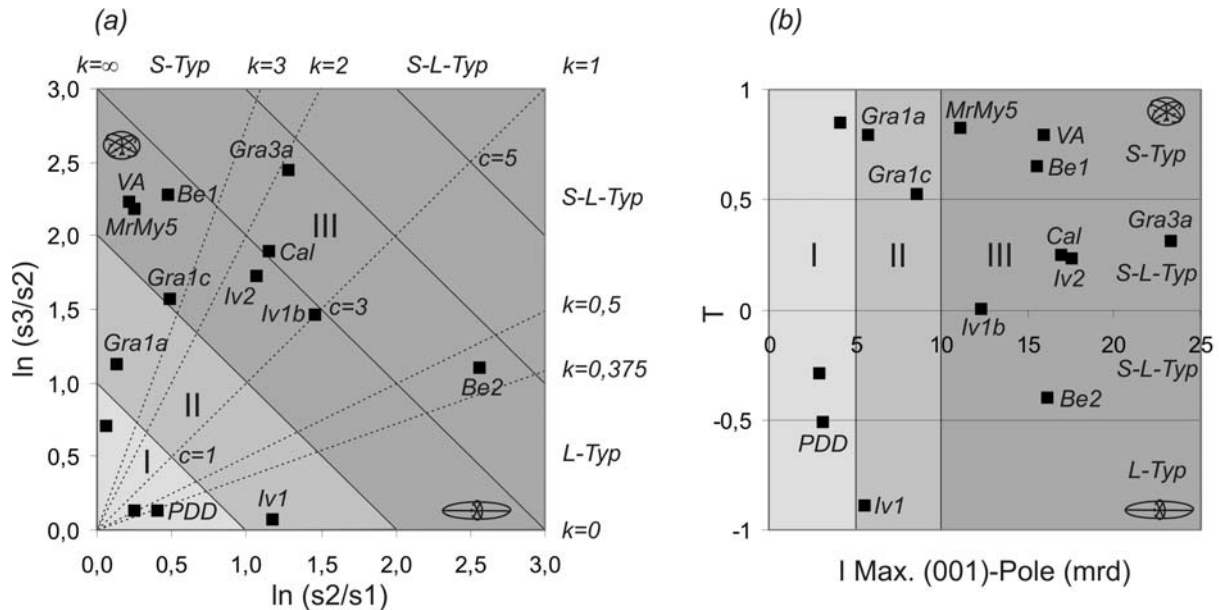 (a)
k=∞ S-Typ k=3 k=2 S-L-Typ k=1
3,0
2,5
2,0
1,5
1,0
0,5
0,0
ln (s3/s2)
VA
MrMy5
Be1
Gra3a
c=5
III
Cal
Iv2
Gra1c
Iv1b
c=3
Gra1a
II
Be2
I
c=1
PDD
Iv1
S-L-Typ
k=0,5
k=0,375
L-Typ
k=0
0,0 0,5 1,0 1,5 2,0 2,5 3,0
ln (s2/s1)
(b)
1
0,5
0
-0,5
-1
T
Gra1a
MrMy5
VA
S-Typ
Gra1c
Be1
Gra3a
I II III
Cal
Iv2
S-L-Typ
Iv1b
0 5 10 15 20 25
S-L-Typ
Be2
PDD
L-Typ
Iv1
I Max. (001)-Pole (mrd)